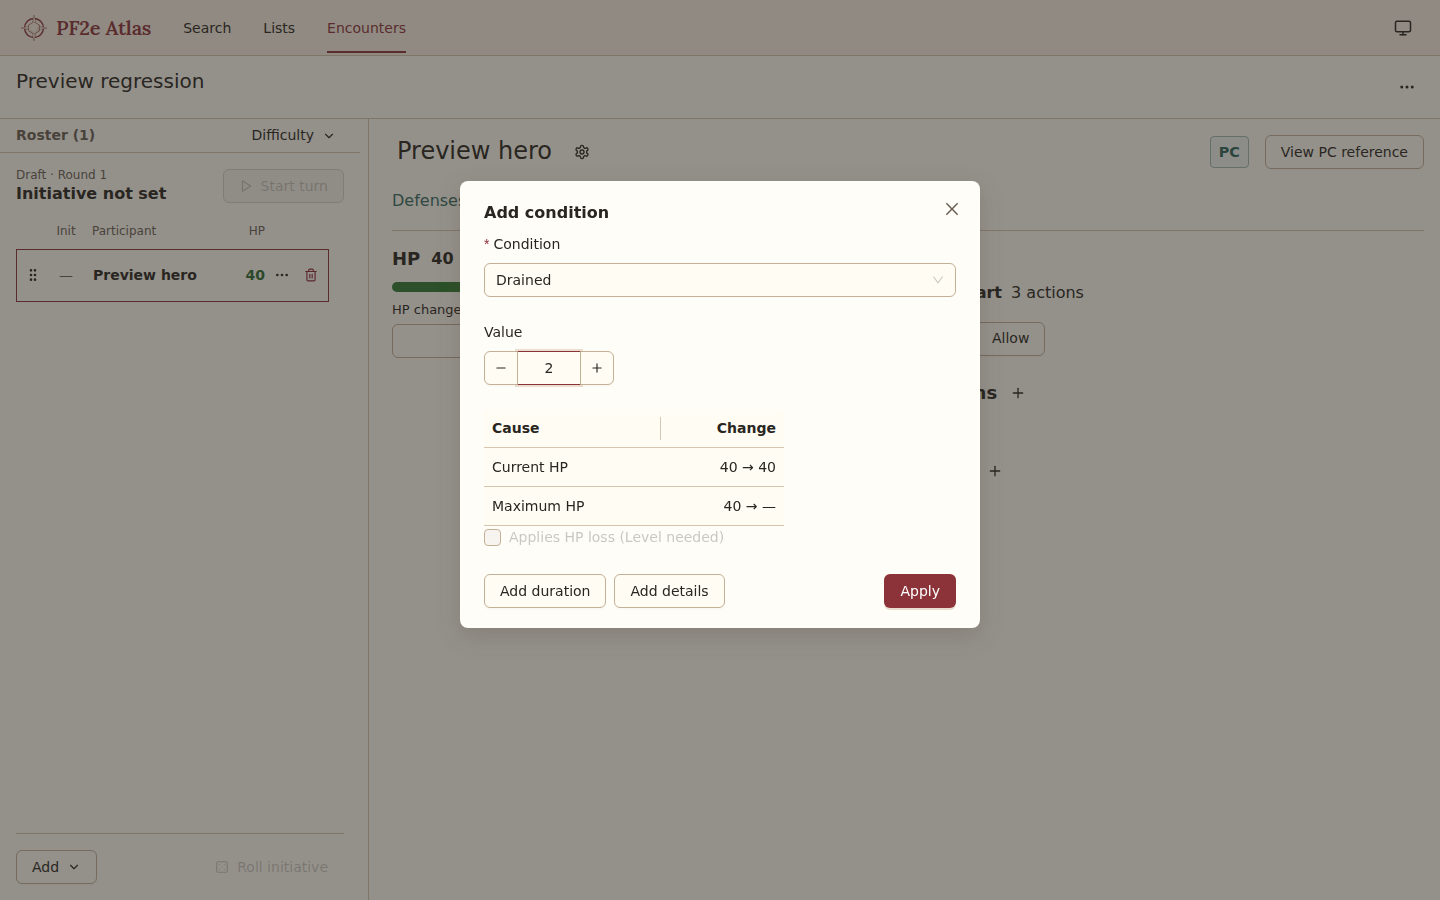 PF2e Atlas
Search Lists Encounters
Preview regression
Roster (1) Difficulty
Draft · Round 1
Initiative not set
Start turn
Init Participant HP
— Preview hero 40
Add
Roll initiative
Preview hero
PC
View PC reference
Defenses
HP 40
HP change
3 actions
Allow
Add condition
* Condition
Drained
Value
2
Cause Change
Current HP 40 → 40
Maximum HP 40 → —
Applies HP loss (Level needed)
Add duration Add details Apply